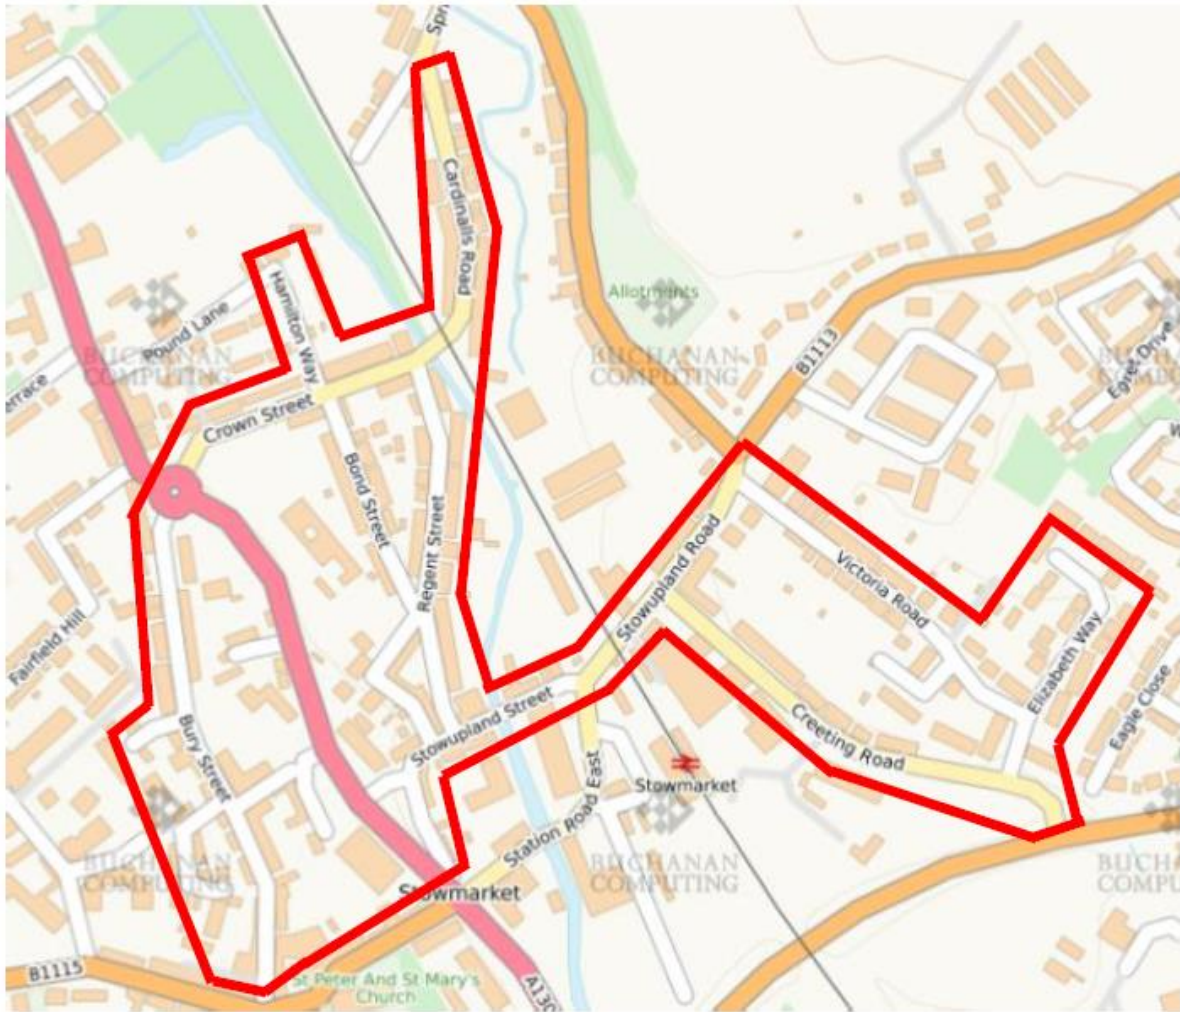 Spri
Cardinalls Road
Hamilton Way
Pound Lane
Allotments
B1113
Egret Drive
BUCHANAN
COMPUTING
BUCHANAN
COMPUTING
Crown Street
Bond Street
Regent Street
Stowupland Road
Victoria Road
Fairfield Hill
Elizabeth Way
Eagle Close
Bury Street
Stowupland Street
Creeting Road
Station Road East
Stowmarket
BUCHANAN
COMPUTING
BUCHANAN
COMPUTING
Stowmarket
B1115
St Peter And St Mary's
Church
A130